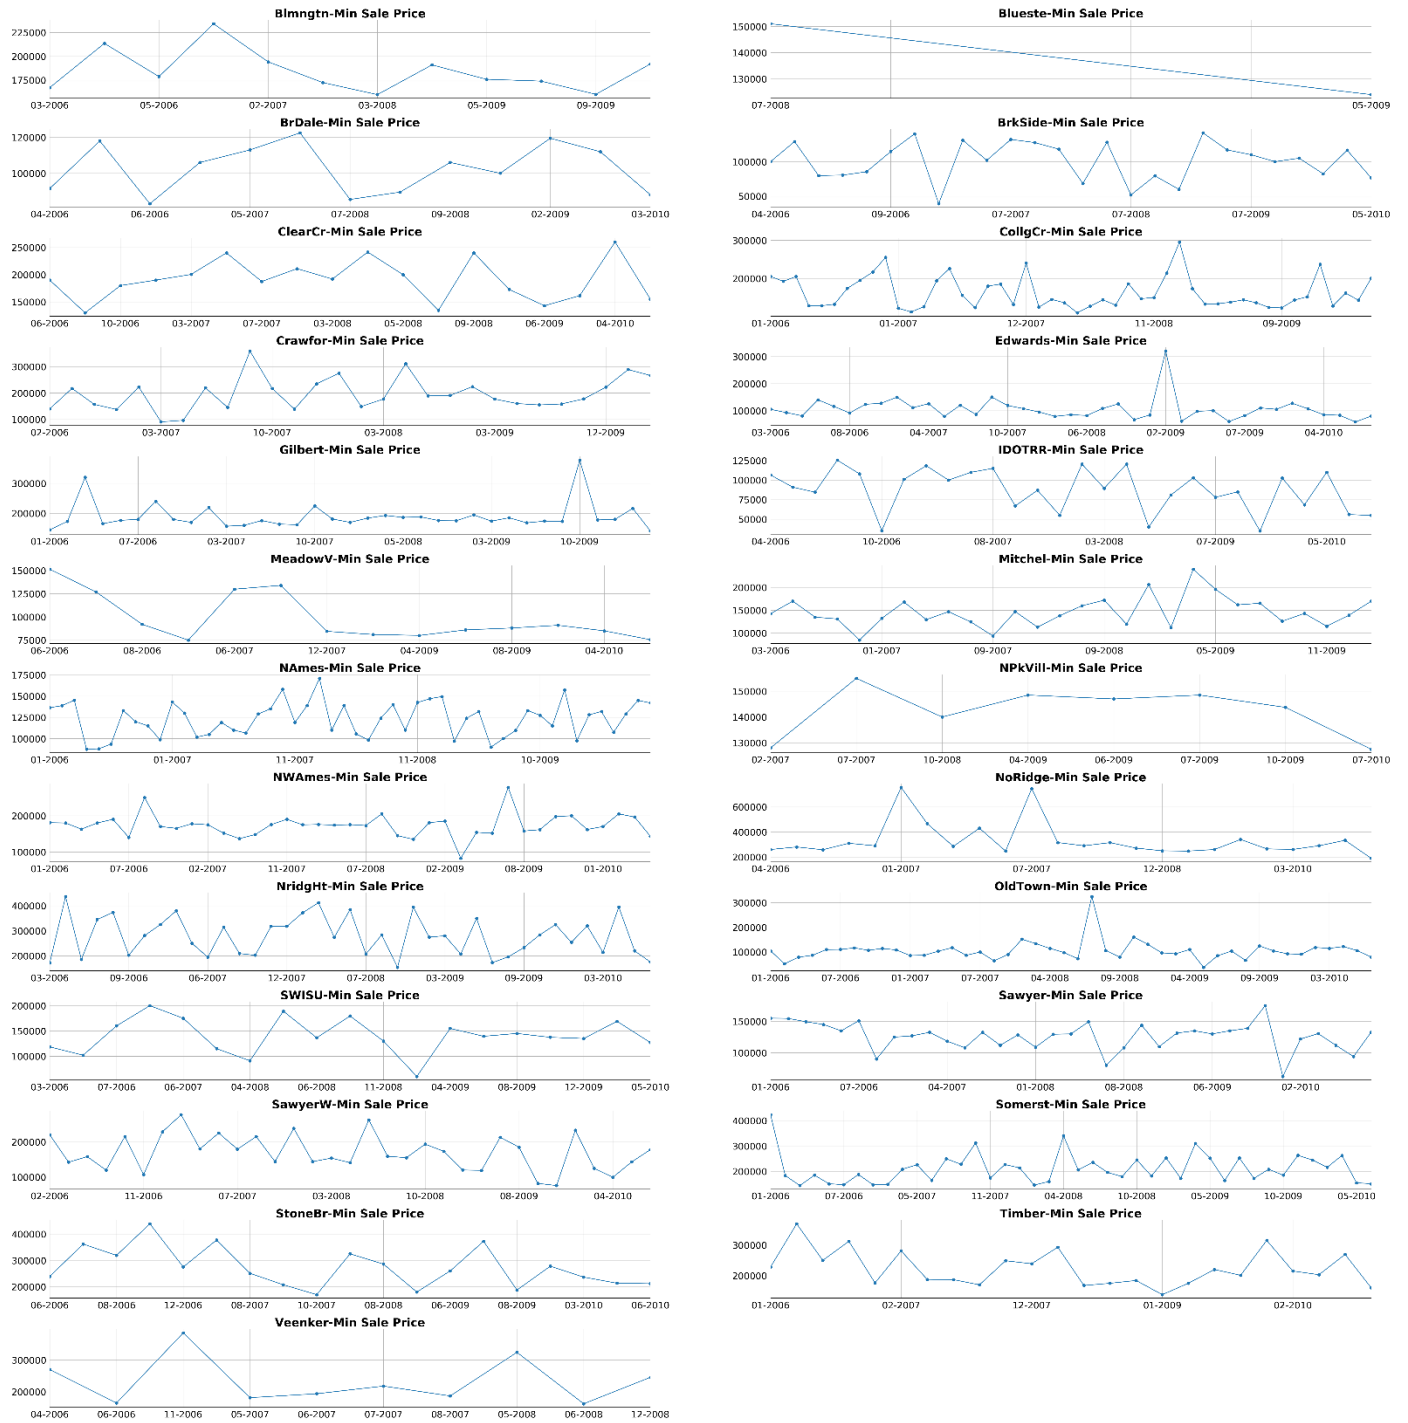 Blmngtn-Min Sale Price
225000
200000
175000
03-2006 05-2006 02-2007 03-2008 05-2009 09-2009
Blueste-Min Sale Price
150000
140000
130000
07-2008 05-2009
BrDale-Min Sale Price
120000
100000
04-2006 06-2006 05-2007 07-2008 09-2008 02-2009 03-2010
BrkSide-Min Sale Price
100000
50000
04-2006 09-2006 07-2007 07-2008 07-2009 05-2010
ClearCr-Min Sale Price
250000
200000
150000
06-2006 10-2006 03-2007 07-2007 03-2008 05-2008 09-2008 06-2009 04-2010
CollgCr-Min Sale Price
300000
200000
01-2006 01-2007 12-2007 11-2008 09-2009
Crawfor-Min Sale Price
300000
200000
100000
02-2006 03-2007 10-2007 03-2008 03-2009 12-2009
Edwards-Min Sale Price
300000
200000
100000
03-2006 08-2006 04-2007 10-2007 06-2008 02-2009 07-2009 04-2010
Gilbert-Min Sale Price
300000
200000
01-2006 07-2006 03-2007 10-2007 05-2008 03-2009 10-2009
IDOTRR-Min Sale Price
125000
100000
75000
50000
04-2006 10-2006 08-2007 03-2008 07-2009 05-2010
MeadowV-Min Sale Price
150000
125000
100000
75000
06-2006 08-2006 06-2007 12-2007 04-2009 08-2009 04-2010
Mitchel-Min Sale Price
200000
150000
100000
03-2006 01-2007 09-2007 09-2008 05-2009 11-2009
NAmes-Min Sale Price
175000
150000
125000
100000
01-2006 01-2007 11-2007 11-2008 10-2009
NPkVill-Min Sale Price
150000
140000
130000
02-2007 07-2007 10-2008 04-2009 06-2009 07-2009 10-2009 07-2010
NWAmes-Min Sale Price
200000
100000
01-2006 07-2006 02-2007 11-2007 07-2008 02-2009 08-2009 01-2010
NoRidge-Min Sale Price
600000
400000
200000
04-2006 01-2007 07-2007 12-2008 03-2010
NridgHt-Min Sale Price
400000
300000
200000
03-2006 09-2006 06-2007 12-2007 07-2008 03-2009 09-2009 03-2010
OldTown-Min Sale Price
300000
200000
100000
01-2006 07-2006 01-2007 07-2007 04-2008 09-2008 04-2009 09-2009 03-2010
SWISU-Min Sale Price
200000
150000
100000
03-2006 07-2006 06-2007 04-2008 06-2008 11-2008 04-2009 08-2009 12-2009 05-2010
Sawyer-Min Sale Price
150000
100000
01-2006 07-2006 04-2007 01-2008 08-2008 06-2009 02-2010
SawyerW-Min Sale Price
200000
100000
02-2006 11-2006 07-2007 03-2008 10-2008 08-2009 04-2010
Somerst-Min Sale Price
400000
300000
200000
01-2006 07-2006 05-2007 11-2007 04-2008 10-2008 05-2009 10-2009 05-2010
StoneBr-Min Sale Price
400000
300000
200000
06-2006 08-2006 12-2006 08-2007 10-2007 08-2008 06-2009 08-2009 03-2010 06-2010
Timber-Min Sale Price
300000
200000
01-2006 02-2007 12-2007 01-2009 02-2010
Veenker-Min Sale Price
300000
200000
04-2006 06-2006 11-2006 05-2007 06-2007 07-2007 08-2007 05-2008 06-2008 12-2008